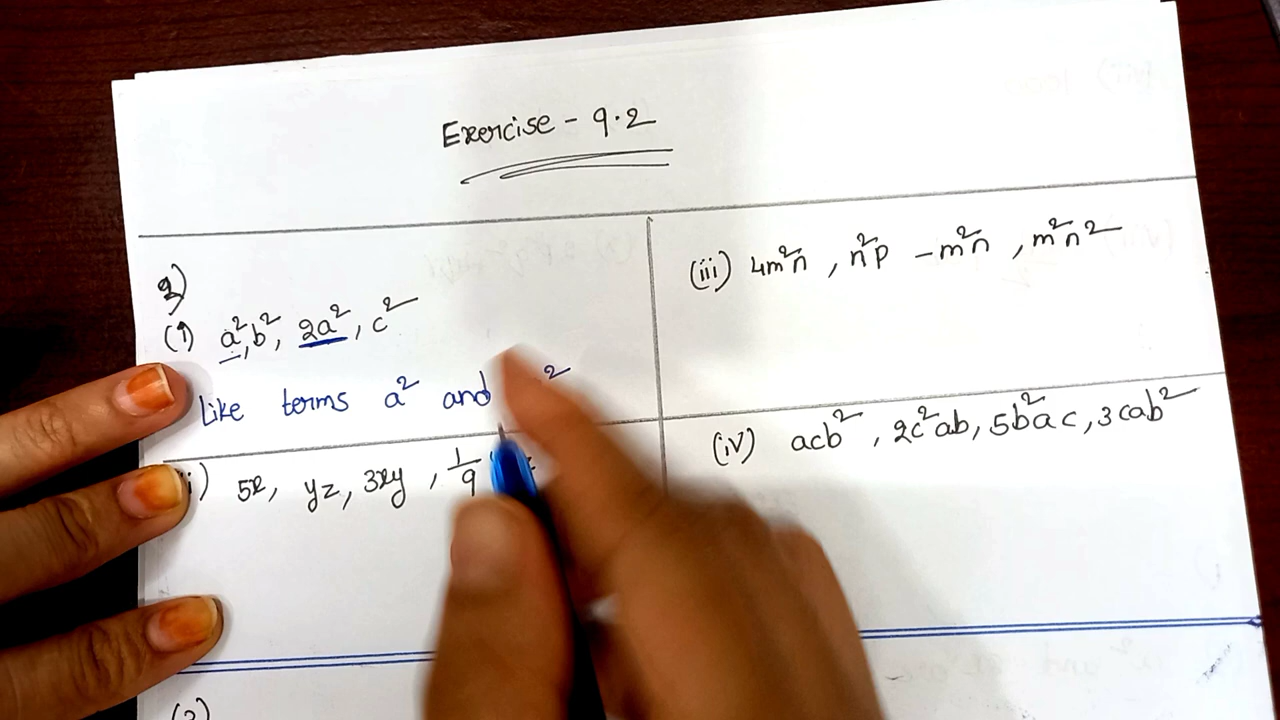 Exercise - 9.2
1)
(i) a², b², 2a², c²
like terms a² and
5x, yz, 3xy, 1/9
(iii) 4m²n, n²p - m²n, m²n²
(iv) acb², 2c²ab, 5b²ac, 3cab²